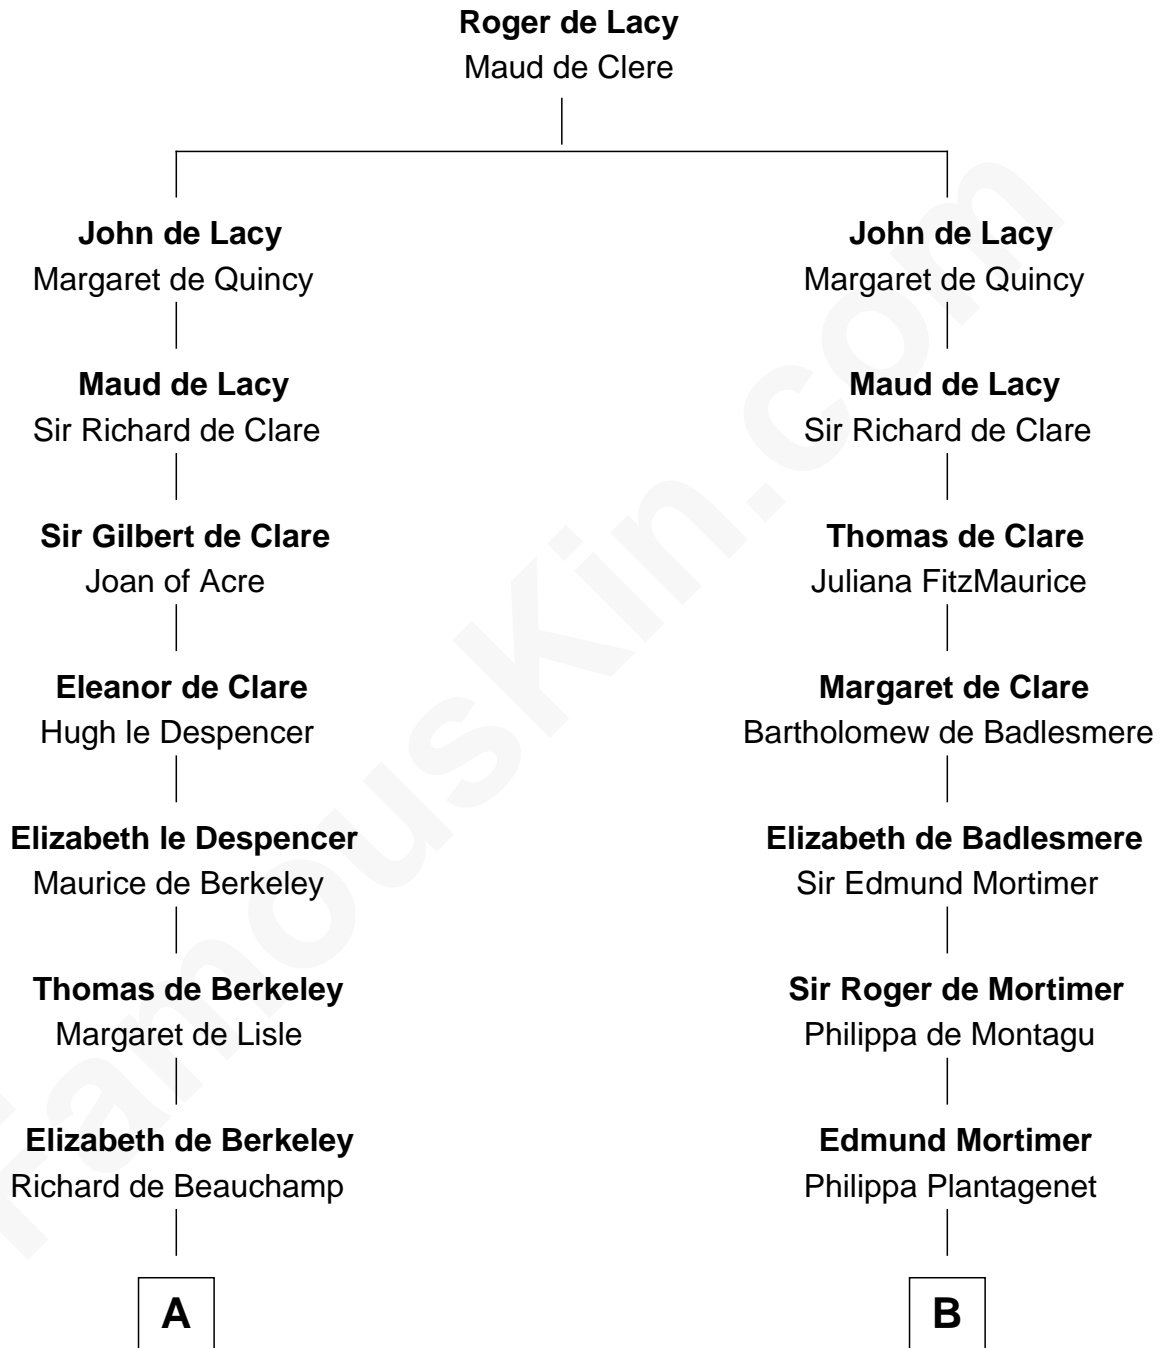 Roger de Lacy
Maud de Clere
John de Lacy
Margaret de Quincy
John de Lacy
Margaret de Quincy
Maud de Lacy
Sir Richard de Clare
Maud de Lacy
Sir Richard de Clare
Sir Gilbert de Clare
Joan of Acre
Thomas de Clare
Juliana FitzMaurice
Eleanor de Clare
Hugh le Despencer
Margaret de Clare
Bartholomew de Badlesmere
Elizabeth le Despencer
Maurice de Berkeley
Elizabeth de Badlesmere
Sir Edmund Mortimer
Thomas de Berkeley
Margaret de Lisle
Sir Roger de Mortimer
Philippa de Montagu
Elizabeth de Berkeley
Richard de Beauchamp
Edmund Mortimer
Philippa Plantagenet
A
B
FamousKin.com